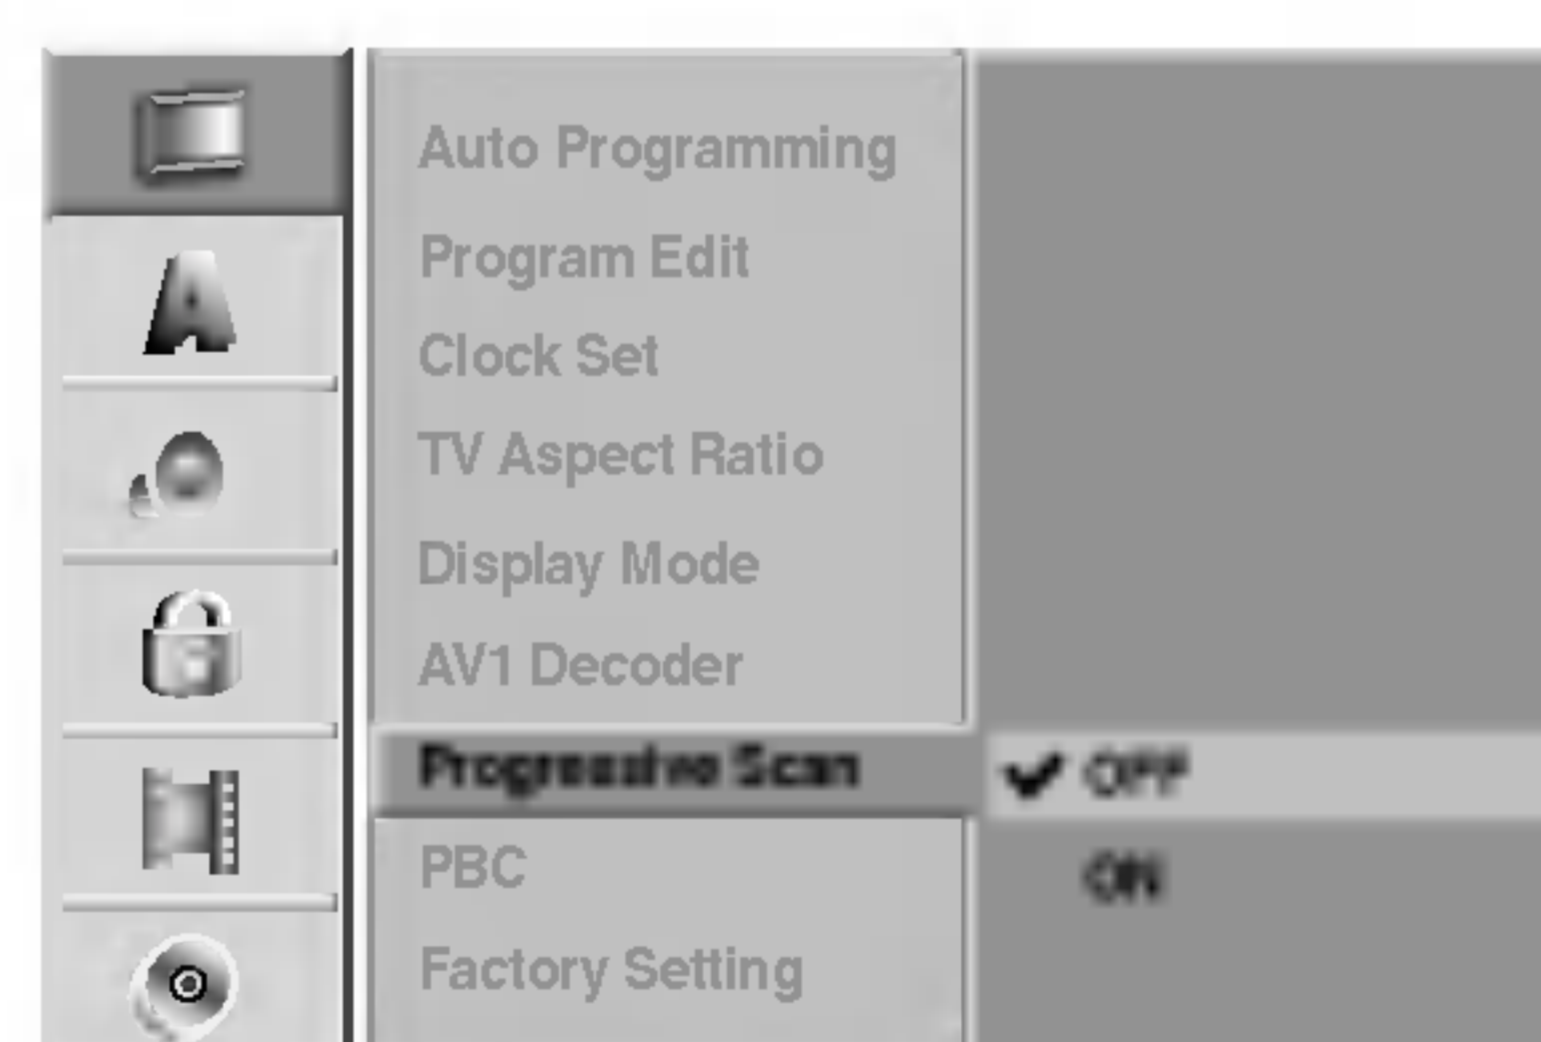 Auto Programming
Program Edit
Clock Set
TV Aspect Ratio
Display Mode
AV1 Decoder
Progressive Scan
OFF
ON
PBC
Factory Setting